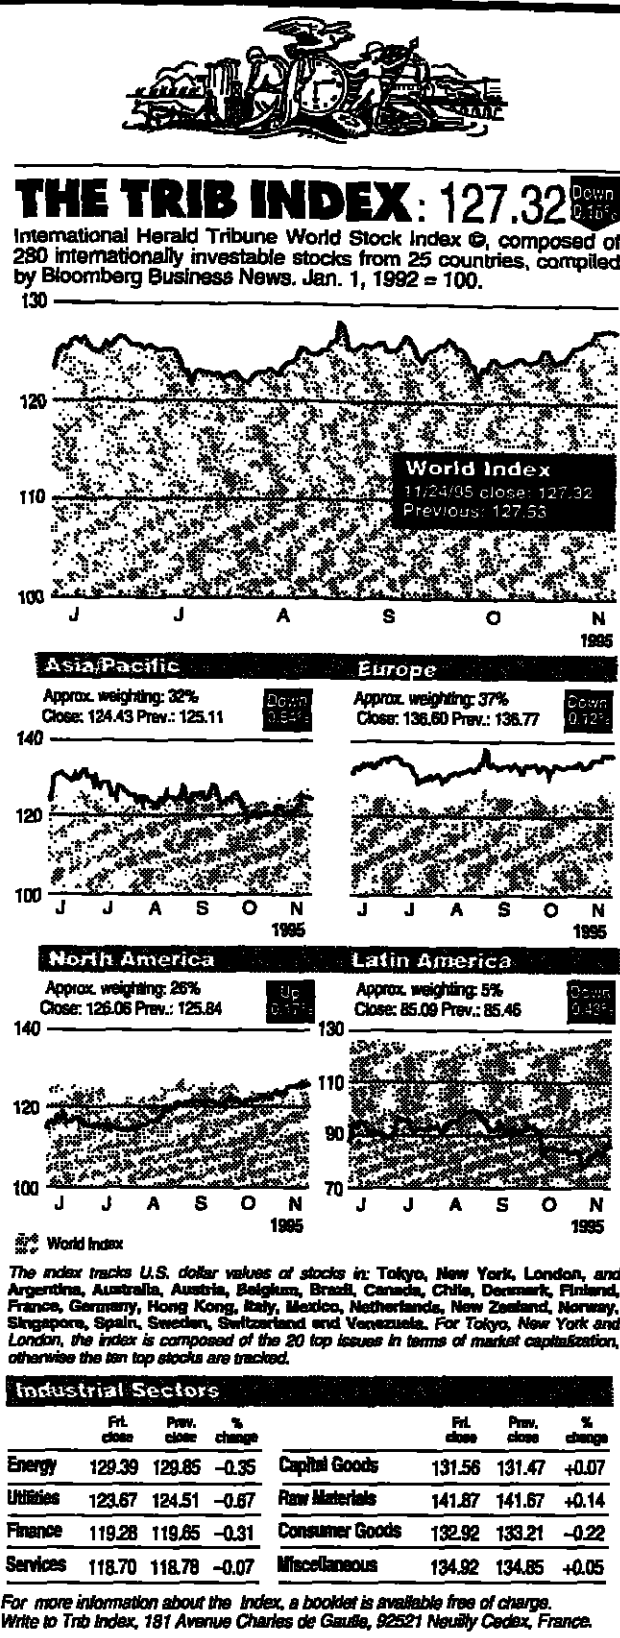 THE TRIB INDEX: 127.32
Down
International Herald Tribune World Stock Index ©, composed of
280 internationally investable stocks from 25 countries, compiled
by Bloomberg Business News. Jan. 1, 1992 = 100.
130
120
110
100
World Index
11/24/95 close: 127.32
Previous: 127.53
J J A S O N
1995
Asia/Pacific
Approx. weighting: 32%
Close: 124.43 Prev.: 125.11
Down
140
120
100
J J A S O N
1995
Europe
Approx. weighting: 37%
Close: 136.60 Prev.: 136.77
Down
J J A S O N
1995
North America
Approx. weighting: 26%
Close: 126.06 Prev.: 125.84
Up
140
120
100
J J A S O N
1995
Latin America
Approx. weighting: 5%
Close: 85.09 Prev.: 85.46
Down
130
110
90
70
J J A S O N
1995
World Index
The index tracks U.S. dollar values of stocks in: Tokyo, New York, London, and
Argentina, Australia, Austria, Belgium, Brazil, Canada, Chile, Denmark, Finland,
France, Germany, Hong Kong, Italy, Mexico, Netherlands, New Zealand, Norway,
Singapore, Spain, Sweden, Switzerland and Venezuela. For Tokyo, New York and
London, the index is composed of the 20 top issues in terms of market capitalization,
otherwise the ten top stocks are tracked.
Industrial Sectors
Fri. close Prev. close % change Fri. close Prev. close % change
Energy 129.39 129.85 –0.35 Capital Goods 131.56 131.47 +0.07
Utilities 123.67 124.51 –0.67 Raw Materials 141.87 141.67 +0.14
Finance 119.28 119.65 –0.31 Consumer Goods 132.92 133.21 –0.22
Services 118.70 118.78 –0.07 Miscellaneous 134.92 134.85 +0.05
For more information about the Index, a booklet is available free of charge.
Write to Trib Index, 181 Avenue Charles de Gaulle, 92521 Neuilly Cedex, France.